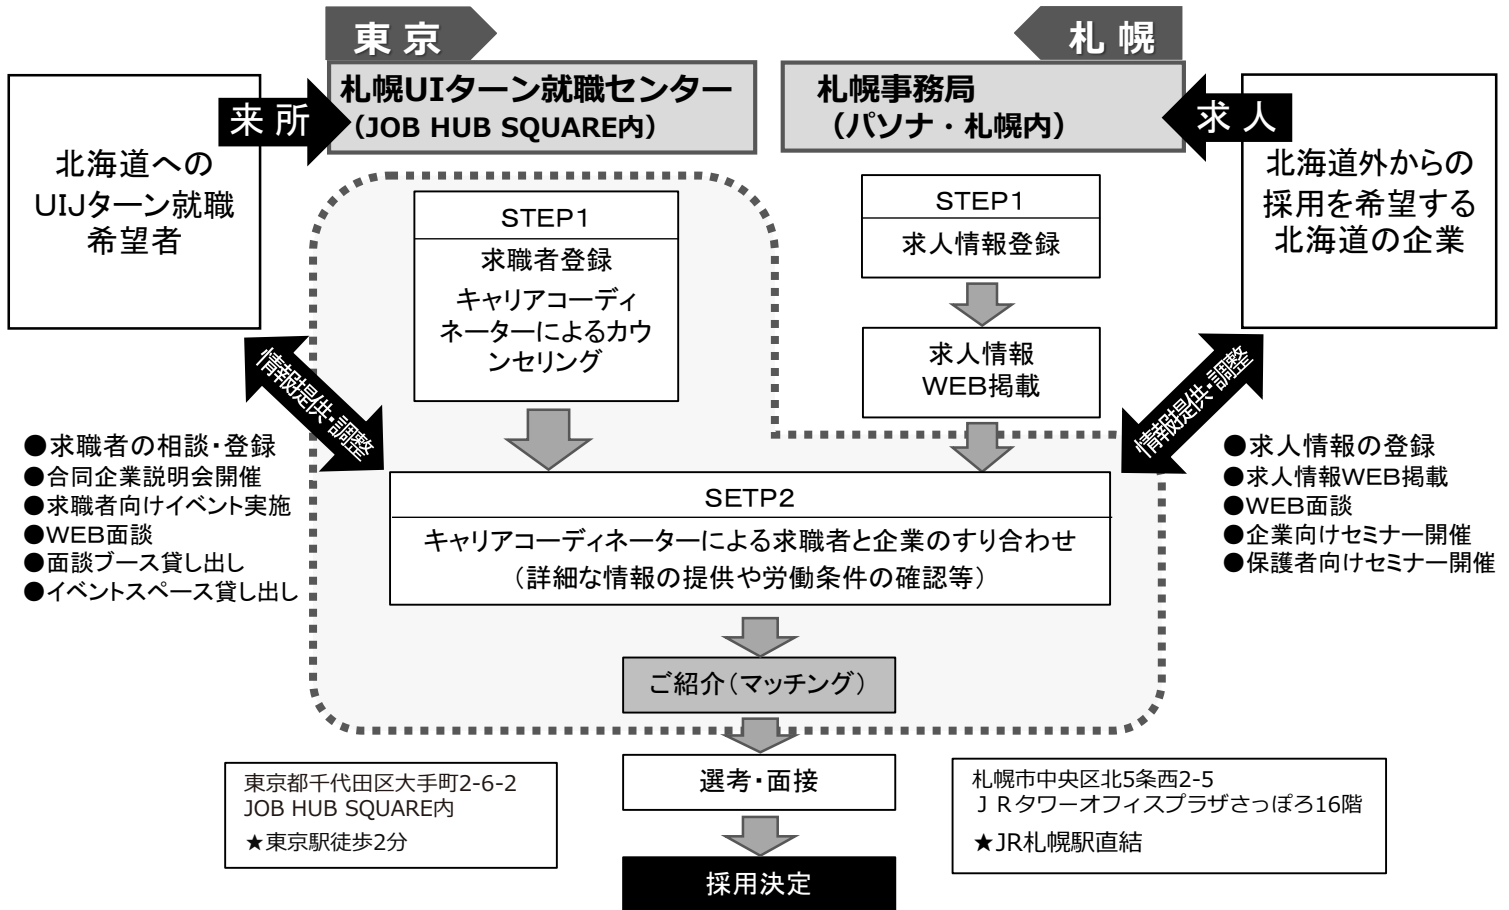 東 京
札幌UIターン就職センター
（JOB HUB SQUARE内）
来 所
北海道への
UIJターン就職
希望者
札 幌
札幌事務局
（パソナ・札幌内）
求 人
北海道外からの
採用を希望する
北海道の企業
STEP1
求職者登録
キャリアコーディ
ネーターによるカウ
ンセリング
STEP1
求人情報登録
求人情報
WEB掲載
情報提供・調整
情報提供・調整
●求職者の相談・登録
●合同企業説明会開催
●求職者向けイベント実施
●WEB面談
●面談ブース貸し出し
●イベントスペース貸し出し
●求人情報の登録
●求人情報WEB掲載
●WEB面談
●企業向けセミナー開催
●保護者向けセミナー開催
SETP2
キャリアコーディネーターによる求職者と企業のすり合わせ
（詳細な情報の提供や労働条件の確認等）
ご紹介（マッチング）
選考・面接
採用決定
東京都千代田区大手町2-6-2
JOB HUB SQUARE内
★東京駅徒歩2分
札幌市中央区北5条西2-5
ＪＲタワーオフィスプラザさっぽろ16階
★JR札幌駅直結